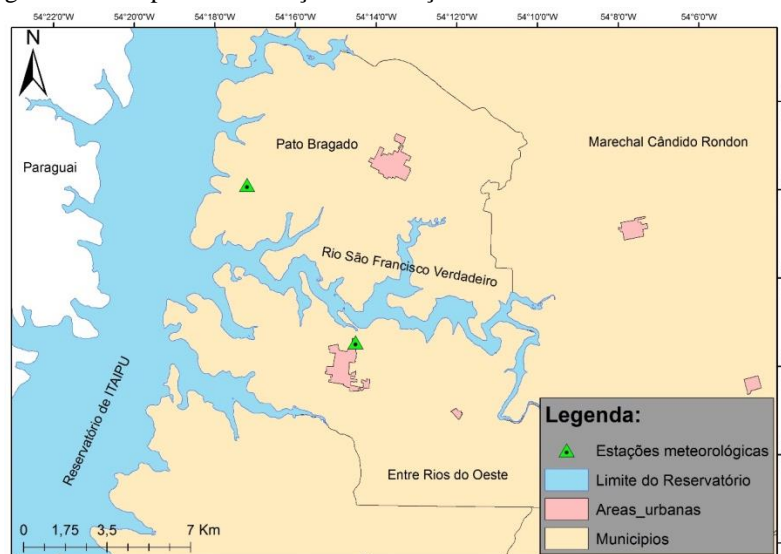 54°22'0"W 54°20'0"W 54°18'0"W 54°16'0"W 54°14'0"W 54°12'0"W 54°10'0"W 54°8'0"W 54°6'0"W
N
Pato Bragado
Marechal Cândido Rondon
Paraguai
Rio São Francisco Verdadeiro
Reservatório de ITAIPU
Entre Rios do Oeste
Legenda:
Estações meteorológicas
Limite do Reservatório
Areas_urbanas
Municipios
0 1,75 3,5 7 Km